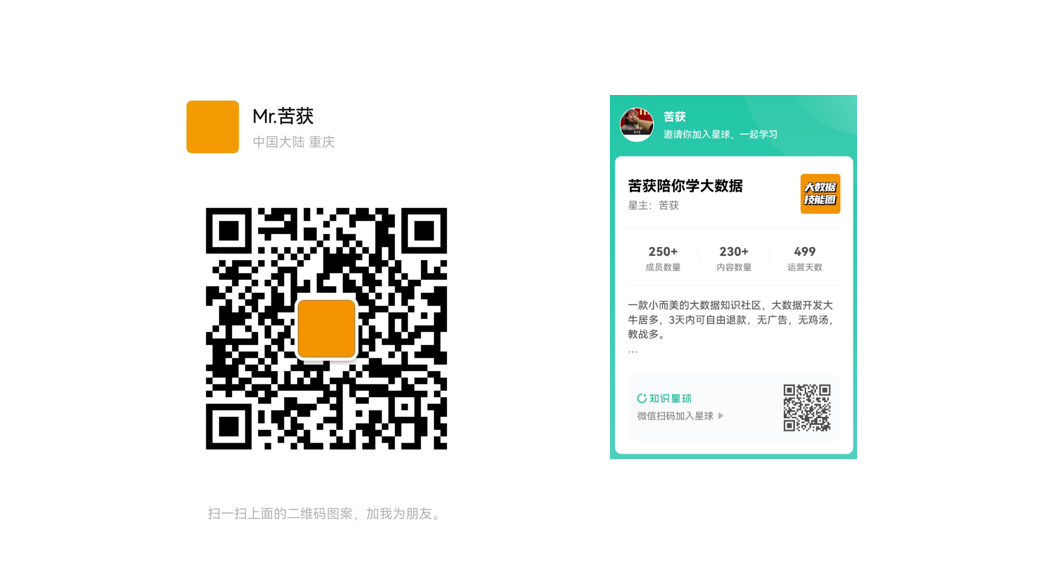 Mr.苦获
中国大陆 重庆
扫一扫上面的二维码图案，加我为朋友。
苦获
邀请你加入星球，一起学习
苦获陪你学大数据
星主：苦获
大数据
技能圈
250+
成员数量
230+
内容数量
499
运营天数
一款小而美的大数据知识社区，大数据开发大
牛居多，3天内可自由退款，无广告，无鸡汤，
教战多。
...
知识星球
微信扫码加入星球